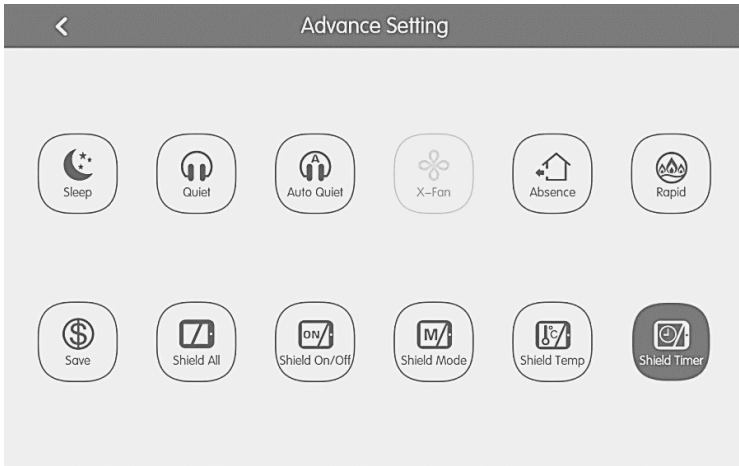 Advance Setting
Sleep
Quiet
A
Auto Quiet
X-Fan
Absence
Rapid
$
Save
Shield All
ON
Shield On/Off
M
Shield Mode
°C
Shield Temp
Shield Timer